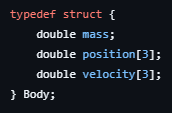 typedef struct {
    double mass;
    double position[3];
    double velocity[3];
} Body;